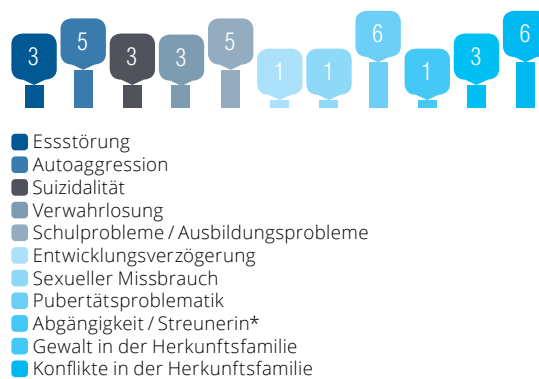 3 5 3 3 5 1 1 6 1 3 6
Essstörung
Autoaggression
Suizidalität
Verwahrlosung
Schulprobleme / Ausbildungsprobleme
Entwicklungsverzögerung
Sexueller Missbrauch
Pubertätsproblematik
Abgängigkeit / Streunerin*
Gewalt in der Herkunftsfamilie
Konflikte in der Herkunftsfamilie